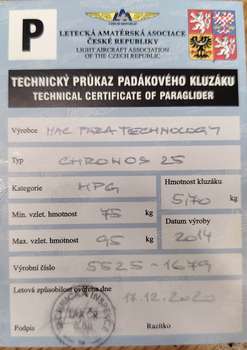 P
LETECKÁ AMATÉRSKÁ ASOCIACE
ČESKÉ REPUBLIKY
LIGHT AIRCRAFT ASSOCIATION
OF THE CZECH REPUBLIC
TECHNICKÝ PRŮKAZ PADÁKOVÉHO KLUZÁKU
TECHNICAL CERTIFICATE OF PARAGLIDER
Výrobce MAC PARA TECHNOLOGY
Typ CHRONOS 25
Kategorie MPG
Hmotnost kluzáku
5,70 kg
Min. vzlet. hmotnost 75 kg
Datum výroby
2014
Max. vzlet. hmotnost 95 kg
Výrobní číslo 5525-1679
Letová způsobilost ověřena dne 17.12.2020
Podpis Razítko